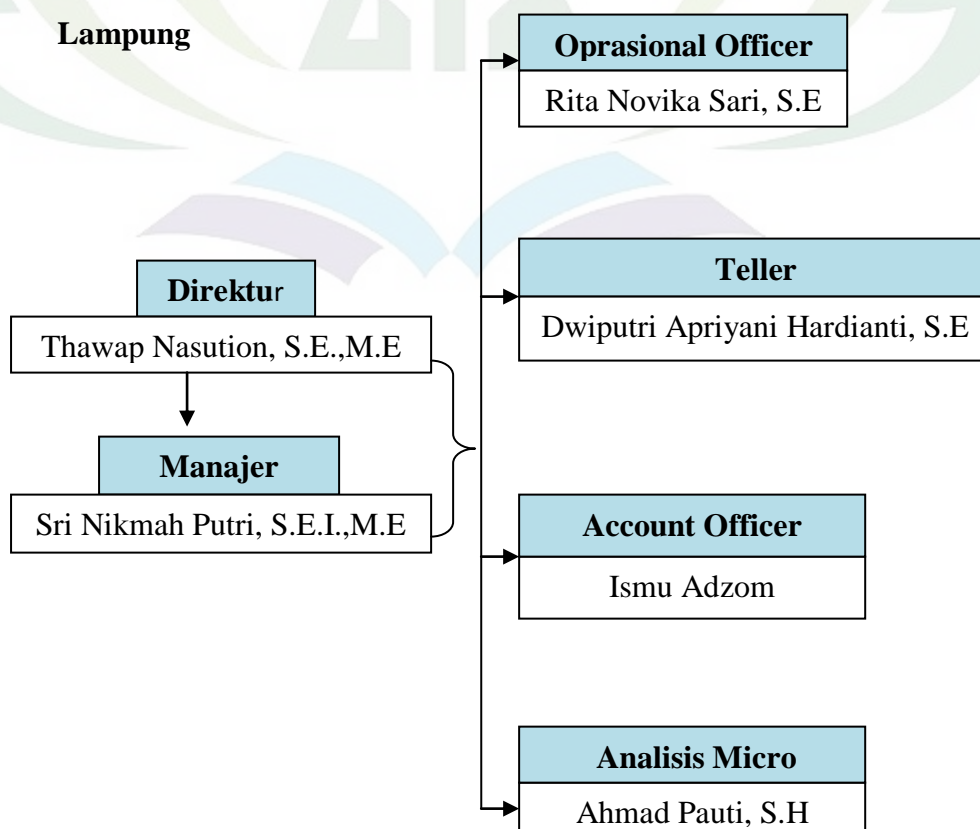 Lampung
Oprasional Officer
Rita Novika Sari, S.E
Teller
Dwiputri Apriyani Hardianti, S.E
Direktur
Thawap Nasution, S.E.,M.E
Manajer
Sri Nikmah Putri, S.E.I.,M.E
Account Officer
Ismu Adzom
Analisis Micro
Ahmad Pauti, S.H